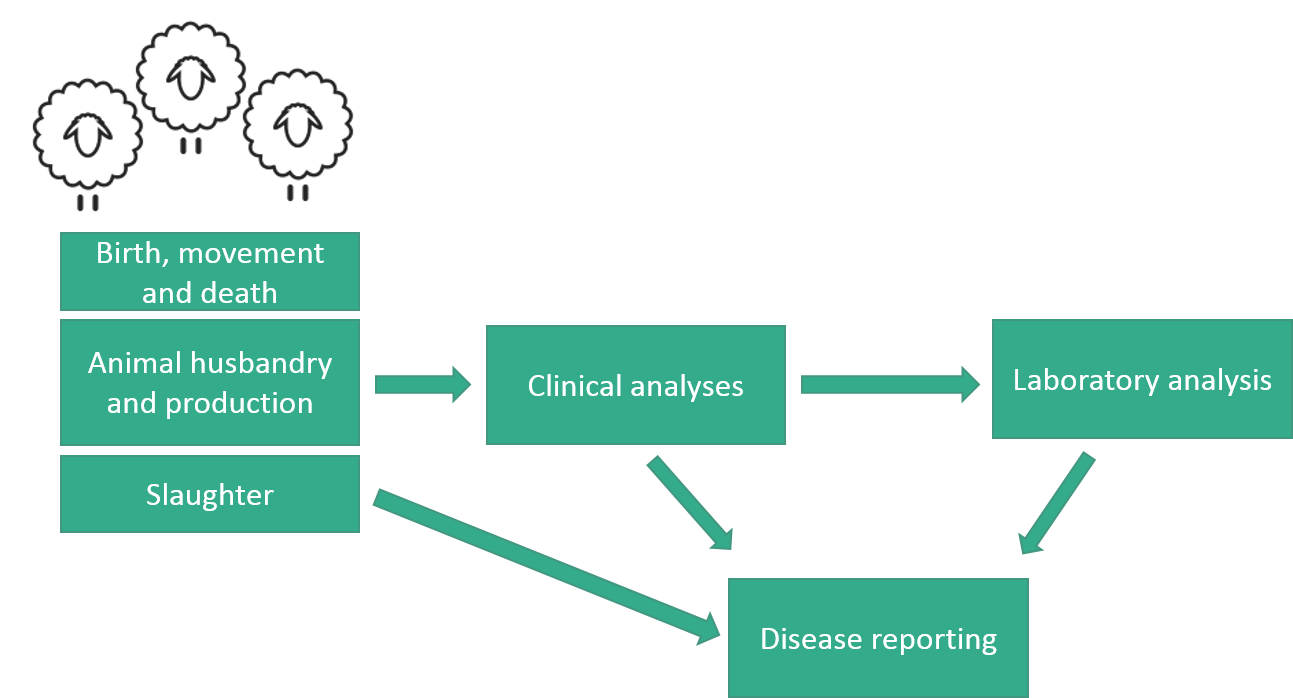 Birth, movement
and death
Animal husbandry
and production
Slaughter
Clinical analyses
Laboratory analysis
Disease reporting